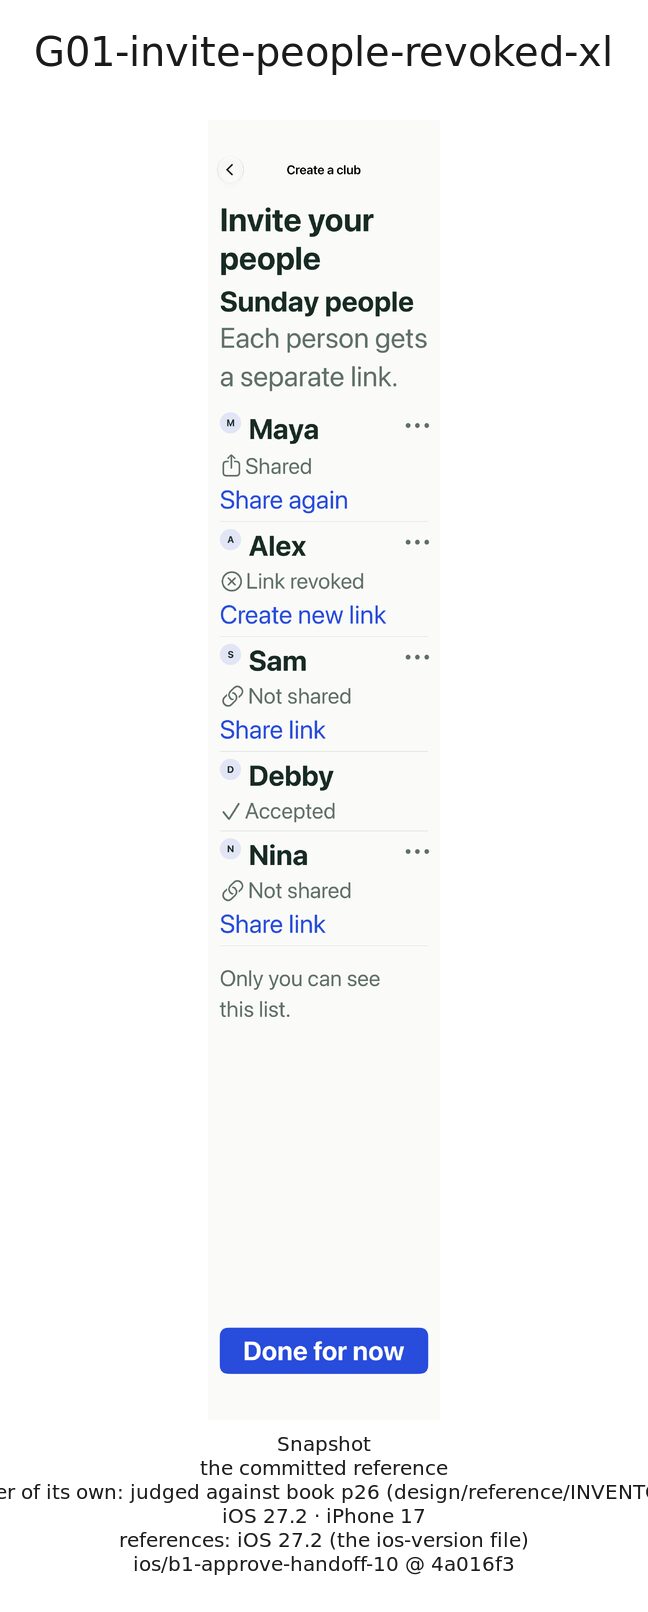 G01-invite-people-revoked-xl
Create a club
Invite your
people
Sunday people
Each person gets
a separate link.
M Maya
Shared
Share again
A Alex
Link revoked
Create new link
S Sam
Not shared
Share link
D Debby
Accepted
N Nina
Not shared
Share link
Only you can see
this list.
Done for now
Snapshot
the committed reference
of its own: judged against book p26 (design/reference/
iOS 27.2 · iPhone 17
references: iOS 27.2 (the ios-version file)
ios/b1-approve-handoff-10 @ 4a016f3